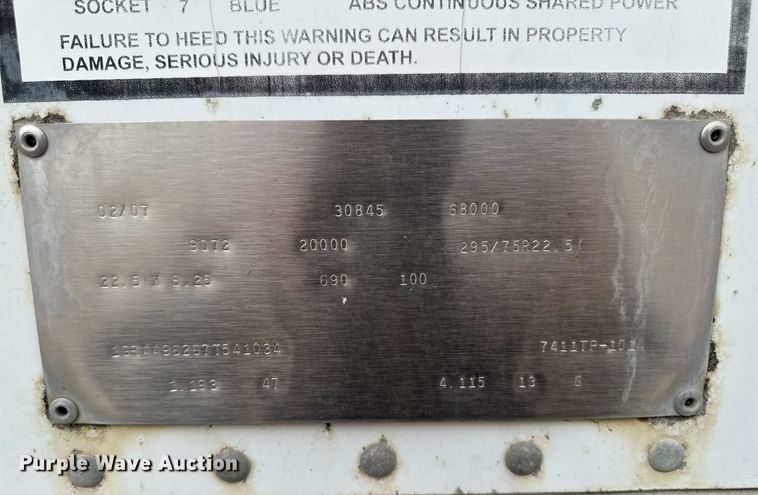 SOCKET 7 BLUE ABS CONTINUOUS SHARED POWER
FAILURE TO HEED THIS WARNING CAN RESULT IN PROPERTY
DAMAGE, SERIOUS INJURY OR DEATH.
02/07 30845 68000
9072 20000 295/75R22.5
22.5 X 8.25 690 100
1.193 47 4.115 13 6
Purple Wave Auction